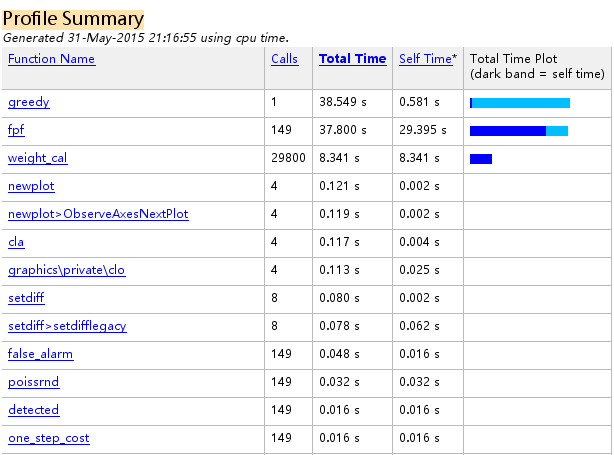 Profile Summary
Generated 31-May-2015 21:16:55 using cpu time.
Function Name Calls Total Time Self Time* Total Time Plot
(dark band = self time)
greedy 1 38.549 s 0.581 s
fpf 149 37.800 s 29.395 s
weight_cal 29800 8.341 s 8.341 s
newplot 4 0.121 s 0.002 s
newplot>ObserveAxesNextPlot 4 0.119 s 0.002 s
cla 4 0.117 s 0.004 s
graphics\private\clo 4 0.113 s 0.025 s
setdiff 8 0.080 s 0.002 s
setdiff>setdifflegacy 8 0.078 s 0.062 s
false_alarm 149 0.048 s 0.016 s
poissrnd 149 0.032 s 0.032 s
detected 149 0.016 s 0.016 s
one_step_cost 149 0.016 s 0.016 s